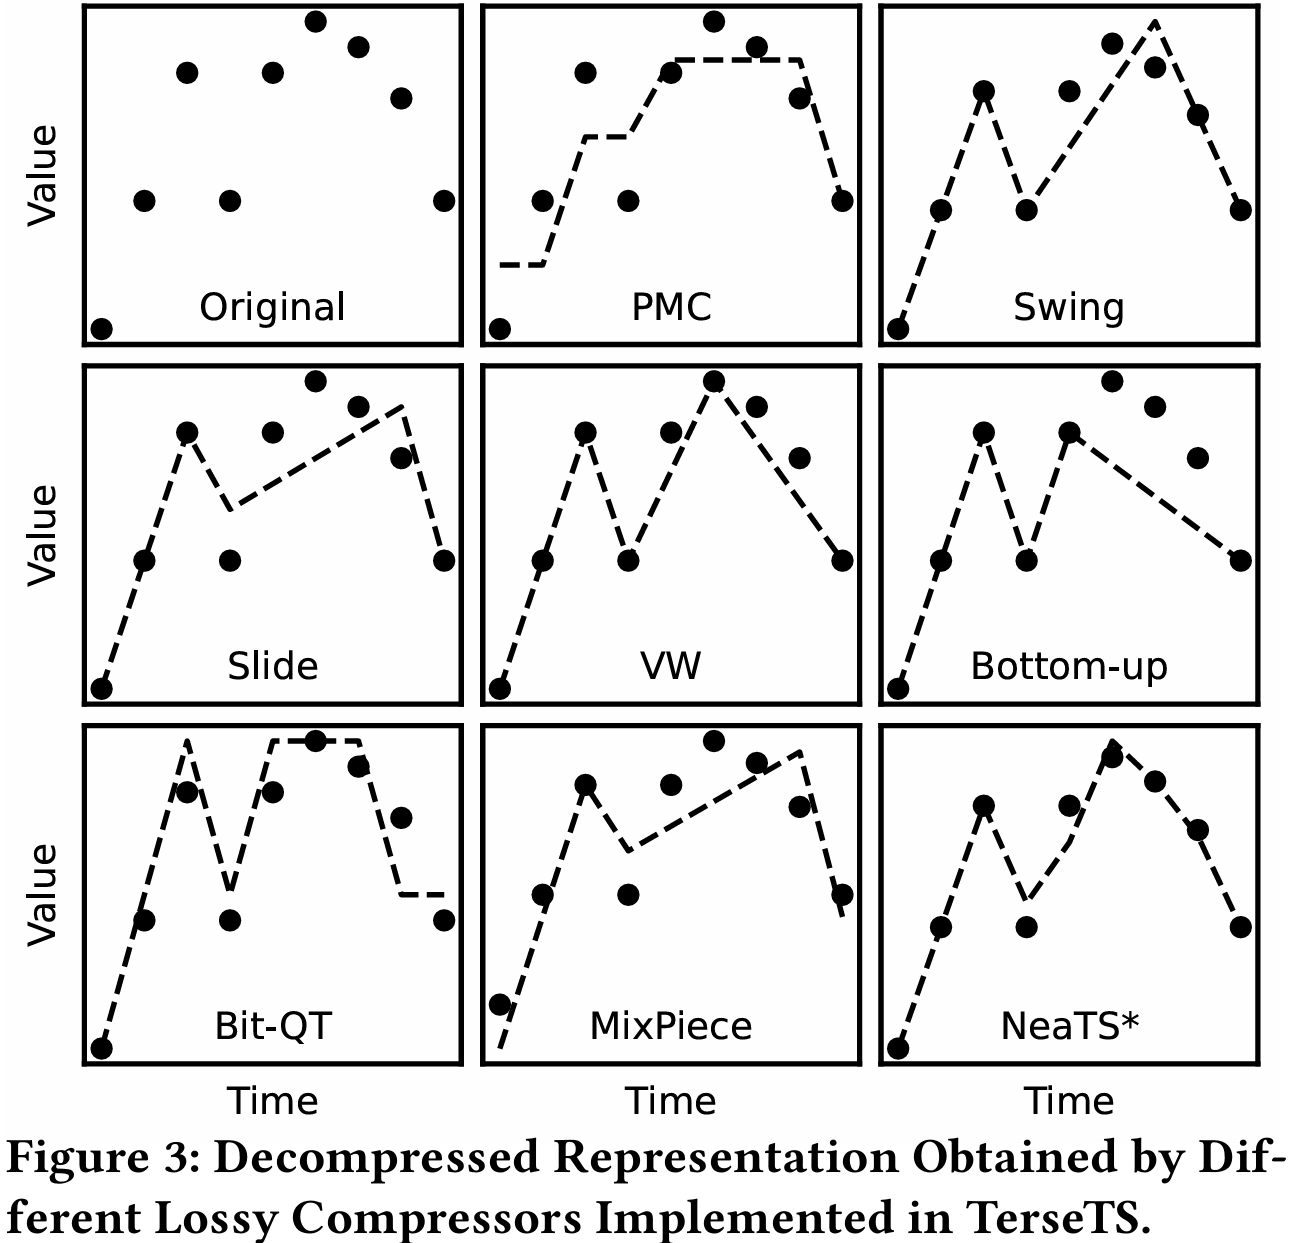 Value
Original
PMC
Swing
Value
Slide
VW
Bottom-up
Value
Bit-QT
MixPiece
NeaTS*
Time
Time
Time
Figure 3: Decompressed Representation Obtained by Dif-
ferent Lossy Compressors Implemented in TerseTS.